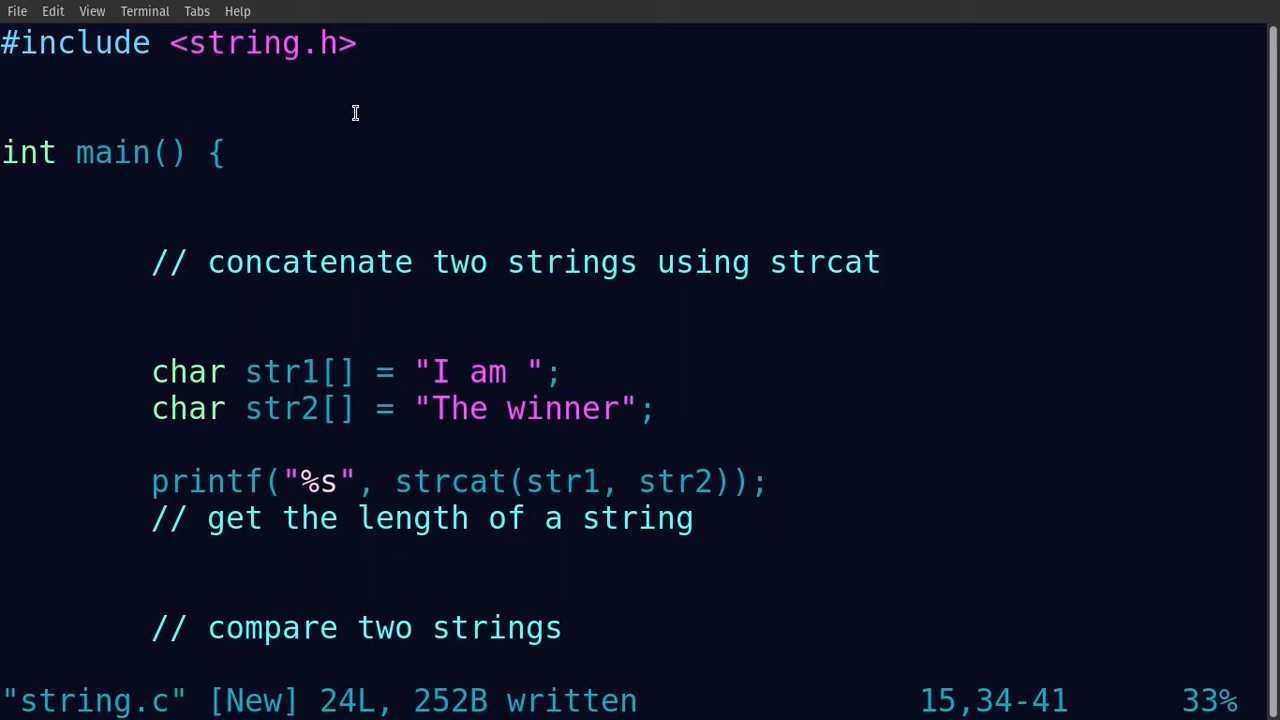 File Edit View Terminal Tabs Help
#include <string.h>
int main() {
// concatenate two strings using strcat
char str1[] = "I am ";
char str2[] = "The winner";
printf("%s", strcat(str1, str2));
// get the length of a string
// compare two strings
"string.c" [New] 24L, 252B written 15,34-41 33%